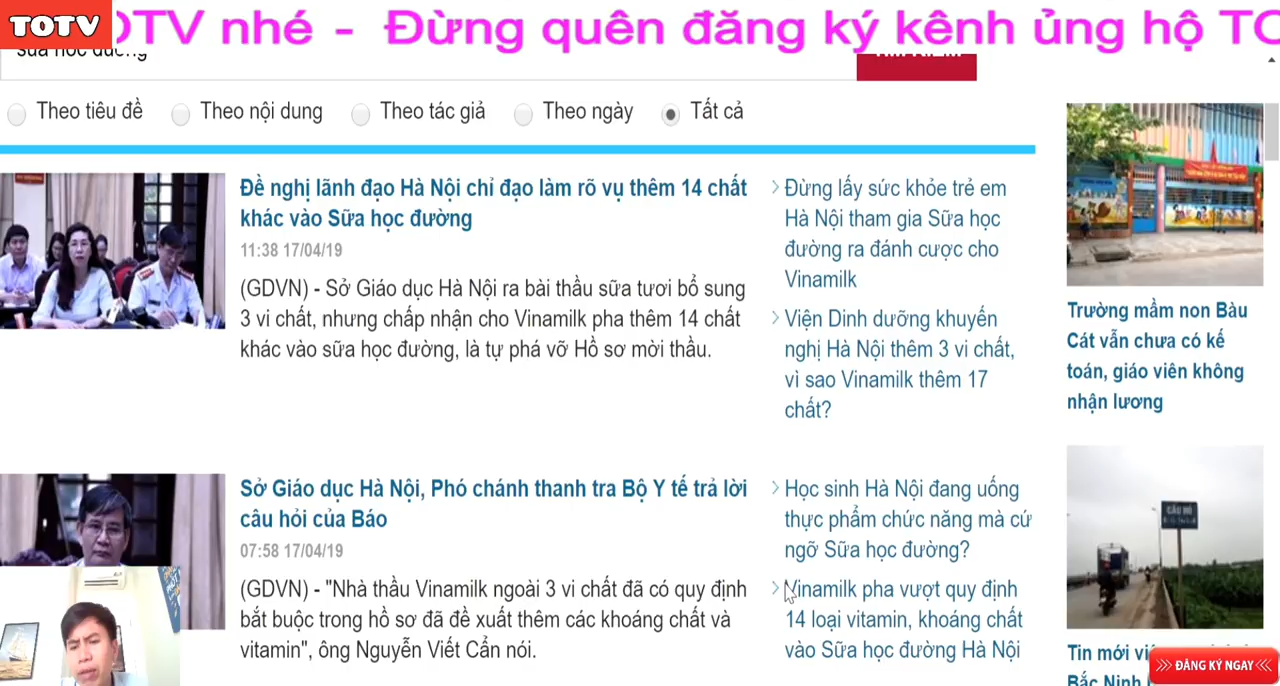 TOTV
OTV nhé - Đừng quên đăng ký kênh ủng hộ TO
sữa học đường
Theo tiêu đề
Theo nội dung
Theo tác giả
Theo ngày
Tất cả
Đề nghị lãnh đạo Hà Nội chỉ đạo làm rõ vụ thêm 14 chất
khác vào Sữa học đường
11:38 17/04/19
(GDVN) - Sở Giáo dục Hà Nội ra bài thầu sữa tươi bổ sung
3 vi chất, nhưng chấp nhận cho Vinamilk pha thêm 14 chất
khác vào sữa học đường, là tự phá vỡ Hồ sơ mời thầu.
Đừng lấy sức khỏe trẻ em
Hà Nội tham gia Sữa học
đường ra đánh cược cho
Vinamilk
Viện Dinh dưỡng khuyến
nghị Hà Nội thêm 3 vi chất,
vì sao Vinamilk thêm 17
chất?
Trường mầm non Bàu
Cát vẫn chưa có kế
toán, giáo viên không
nhận lương
Sở Giáo dục Hà Nội, Phó chánh thanh tra Bộ Y tế trả lời
câu hỏi của Báo
07:58 17/04/19
(GDVN) - "Nhà thầu Vinamilk ngoài 3 vi chất đã có quy định
bắt buộc trong hồ sơ đã đề xuất thêm các khoáng chất và
vitamin", ông Nguyễn Viết Cẩn nói.
Học sinh Hà Nội đang uống
thực phẩm chức năng mà cứ
ngỡ Sữa học đường?
Vinamilk pha vượt quy định
14 loại vitamin, khoáng chất
vào Sữa học đường Hà Nội
Tin mới
Bắc Ninh
ĐĂNG KÝ NGAY